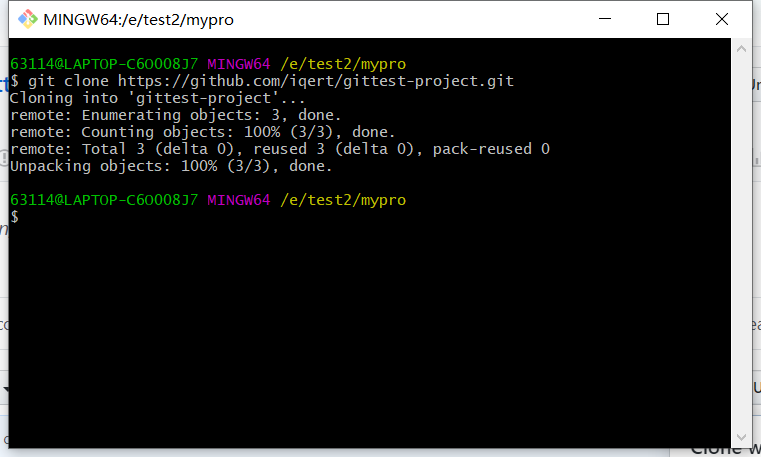 MINGW64:/e/test2/mypro
63114@LAPTOP-C60008J7 MINGW64 /e/test2/mypro
$ git clone https://github.com/iqert/gittest-project.git
Cloning into 'gittest-project'...
remote: Enumerating objects: 3, done.
remote: Counting objects: 100% (3/3), done.
remote: Total 3 (delta 0), reused 3 (delta 0), pack-reused 0
Unpacking objects: 100% (3/3), done.
63114@LAPTOP-C60008J7 MINGW64 /e/test2/mypro
$